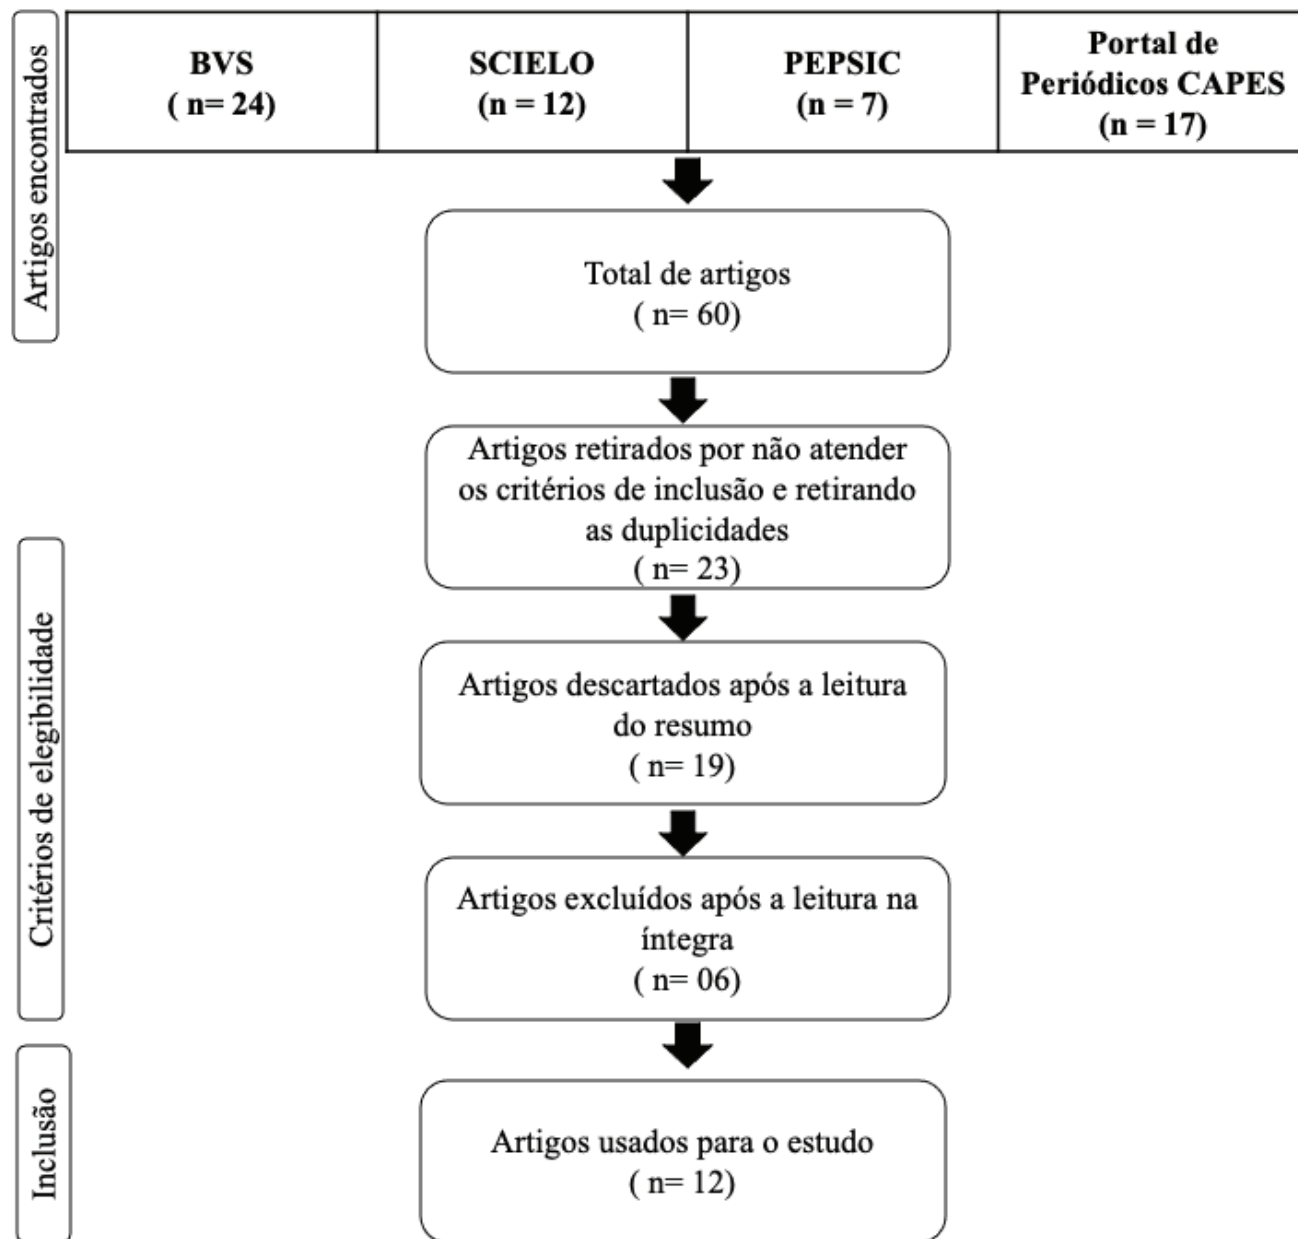 Artigos encontrados
BVS
( n= 24)
SCIELO
(n = 12)
PEPSIC
(n = 7)
Portal de
Periódicos CAPES
(n = 17)
Total de artigos
( n= 60)
Critérios de elegibilidade
Artigos retirados por não atender
os critérios de inclusão e retirando
as duplicidades
( n= 23)
Artigos descartados após a leitura
do resumo
( n= 19)
Artigos excluídos após a leitura na
íntegra
( n= 06)
Inclusão
Artigos usados para o estudo
( n= 12)